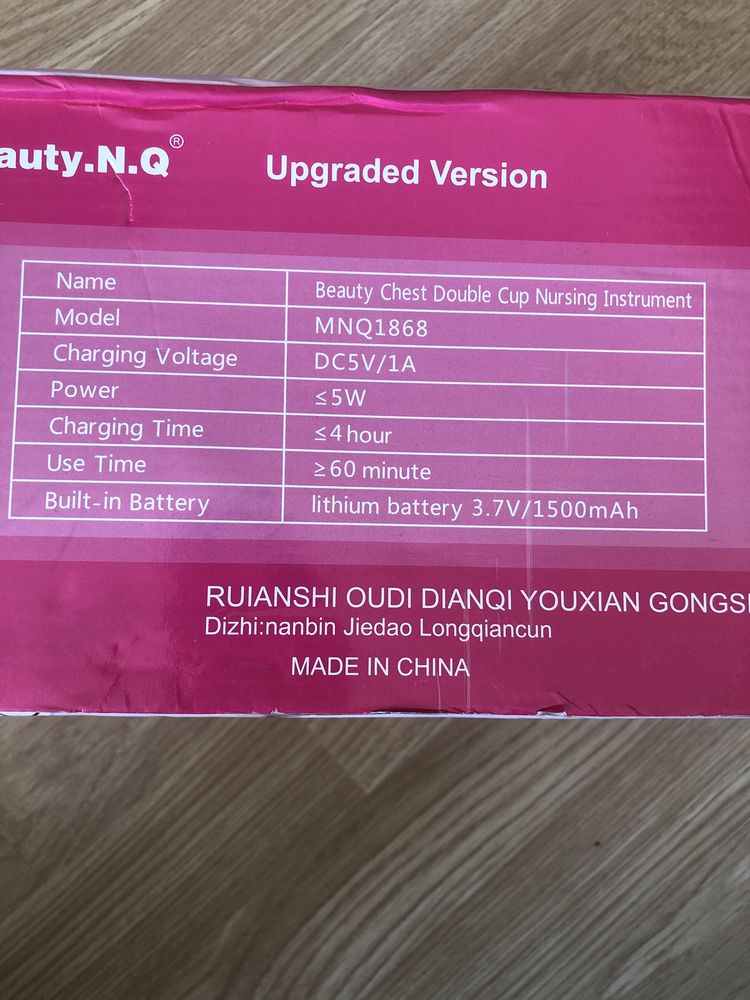 auty.N.Q® Upgraded Version
Name Beauty Chest Double Cup Nursing Instrument
Model MNQ1868
Charging Voltage DC5V/1A
Power ≤5W
Charging Time ≤4 hour
Use Time ≥60 minute
Built-in Battery lithium battery 3.7V/1500mAh
RUIANSHI OUDI DIANQI YOUXIAN GONGS
Dizhi:nanbin Jiedao Longqiancun
MADE IN CHINA